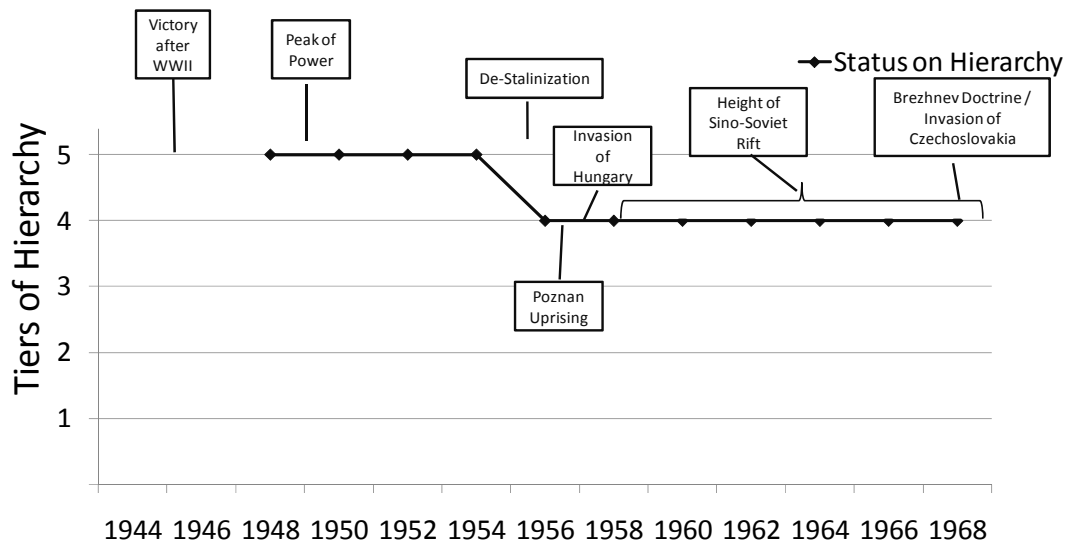 Victory
after
WWII
Peak of
Power
De-Stalinization
Status on Hierarchy
Height of
Sino-Soviet
Rift
Brezhnev Doctrine /
Invasion of
Czechoslovakia
Invasion
of
Hungary
Poznan
Uprising
Tiers of Hierarchy
5
4
3
2
1
1944 1946 1948 1950 1952 1954 1956 1958 1960 1962 1964 1966 1968